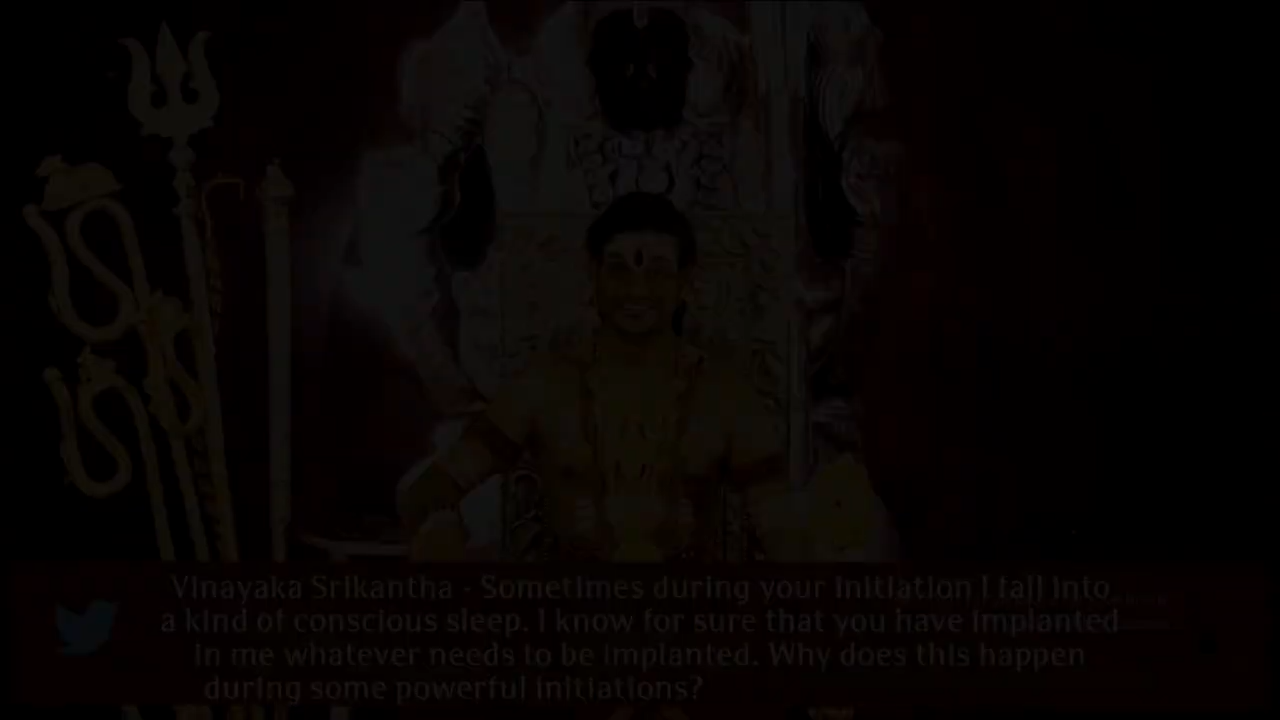 Vinayaka Srikantha - Sometimes during your initiation I fall into
a kind of conscious sleep. I know for sure that you have implanted
in me whatever needs to be implanted. Why does this happen
during some powerful initiations?